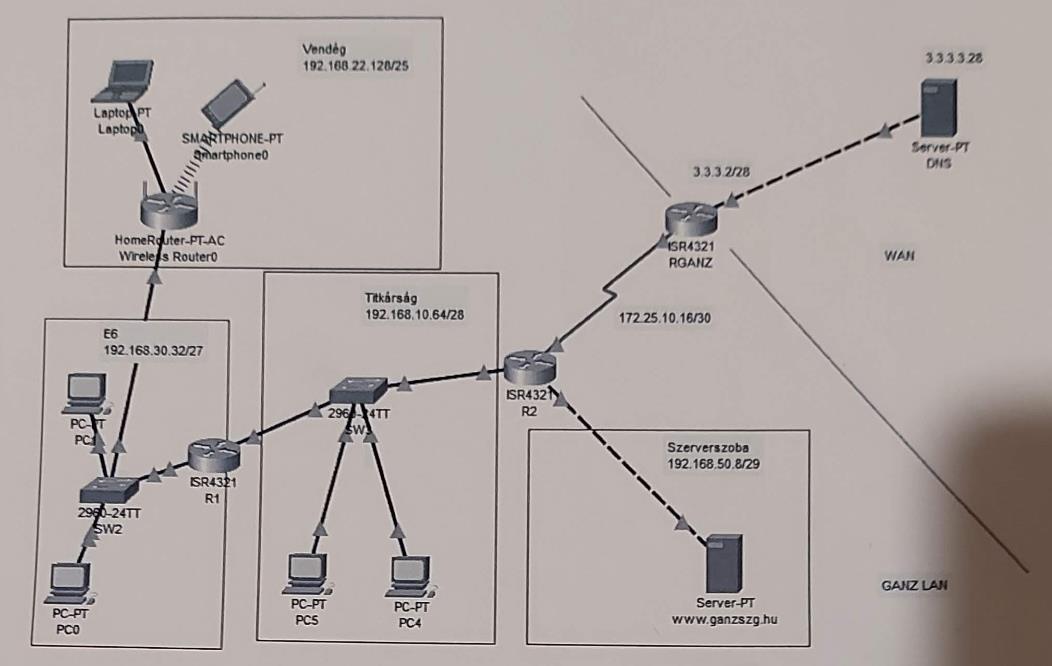 Vendég
192.168.22.128/25
Laptop-PT
Laptop0
SMARTPHONE-PT
Smartphone0
HomeRouter-PT-AC
Wireless Router0
3.3.3.3.28
Server-PT
DNS
3.3.3.2/28
ISR4321
RGANZ
WAN
172.25.10.16/30
E6
192.168.30.32/27
PC-PT
PC1
2960-24TT
SW2
PC-PT
PC0
ISR4321
R1
Titkárság
192.168.10.64/28
2960-24TT
SW3
PC-PT
PC5
PC-PT
PC4
ISR4321
R2
Szerverszoba
192.168.50.8/29
Server-PT
www.ganzszg.hu
GANZ LAN